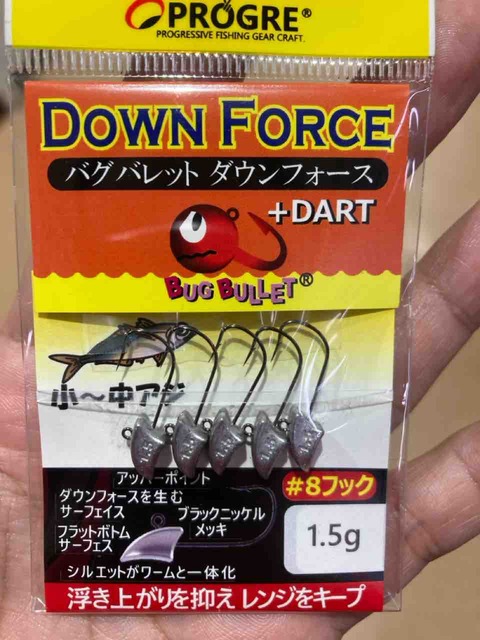 PROGRE®
PROGRESSIVE FISHING GEAR CRAFT.
DOWN FORCE
バグバレット ダウンフォース
+DART
BUG BULLET®
小〜中アジ
アッパーポイント
ダウンフォースを生む
サーフェイス
ブラックニッケル
メッキ
フラットボトム
サーフェス
シルエットがワームと一体化
#8フック
1.5g
浮き上がりを抑えレンジをキープ